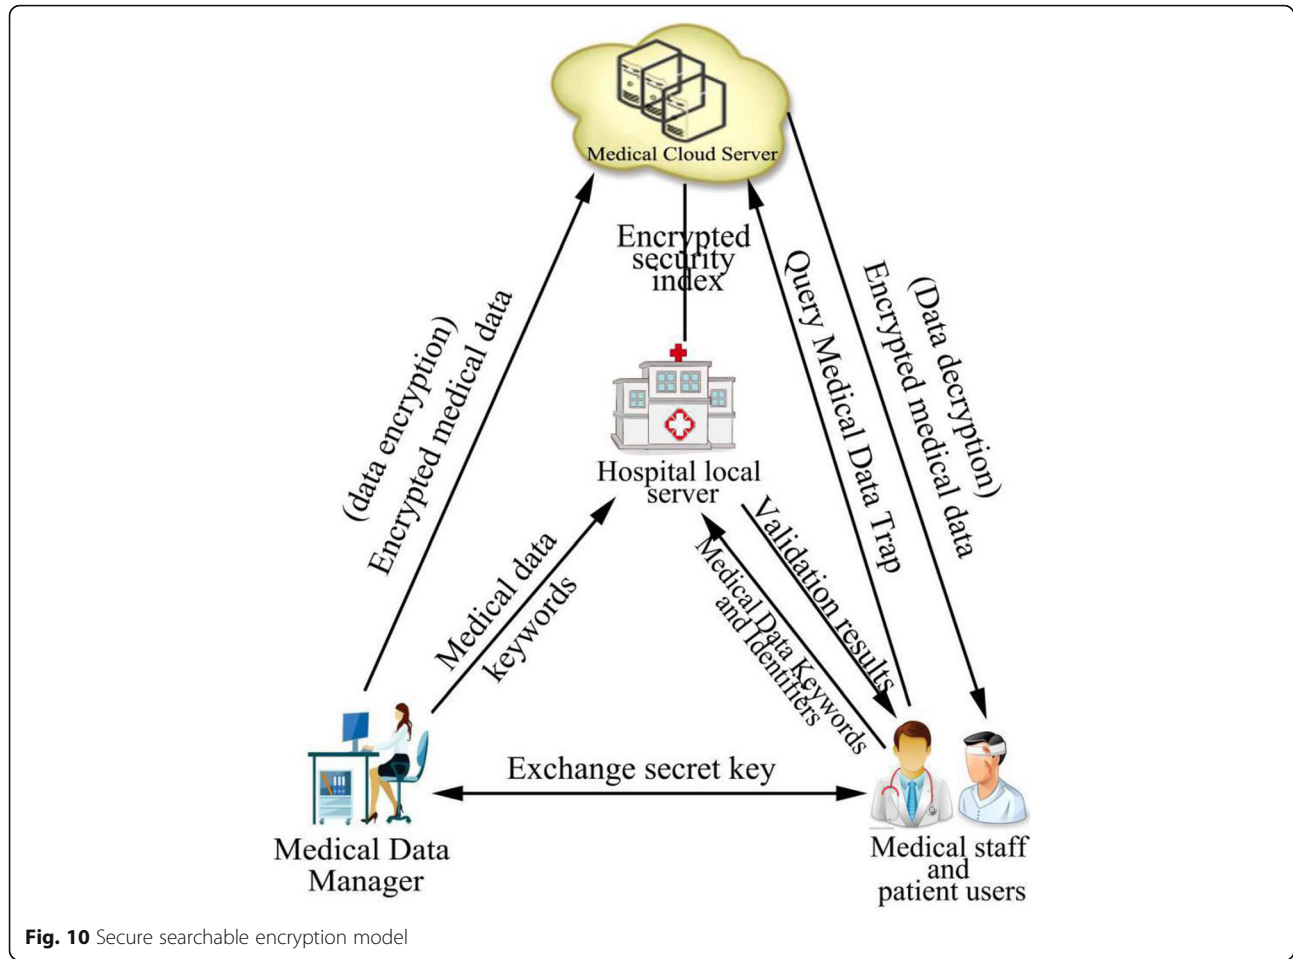 Medical Cloud Server
Encrypted
security
index
(data encryption)
Encrypted medical data
Query Medical Data Trap
(Data decryption)
Encrypted medical data
Hospital local
server
Medical data
keywords
Validation results
Medical Data Keywords
and Identifiers
Exchange secret key
Medical Data
Manager
Medical staff
and
patient users
Fig. 10 Secure searchable encryption model